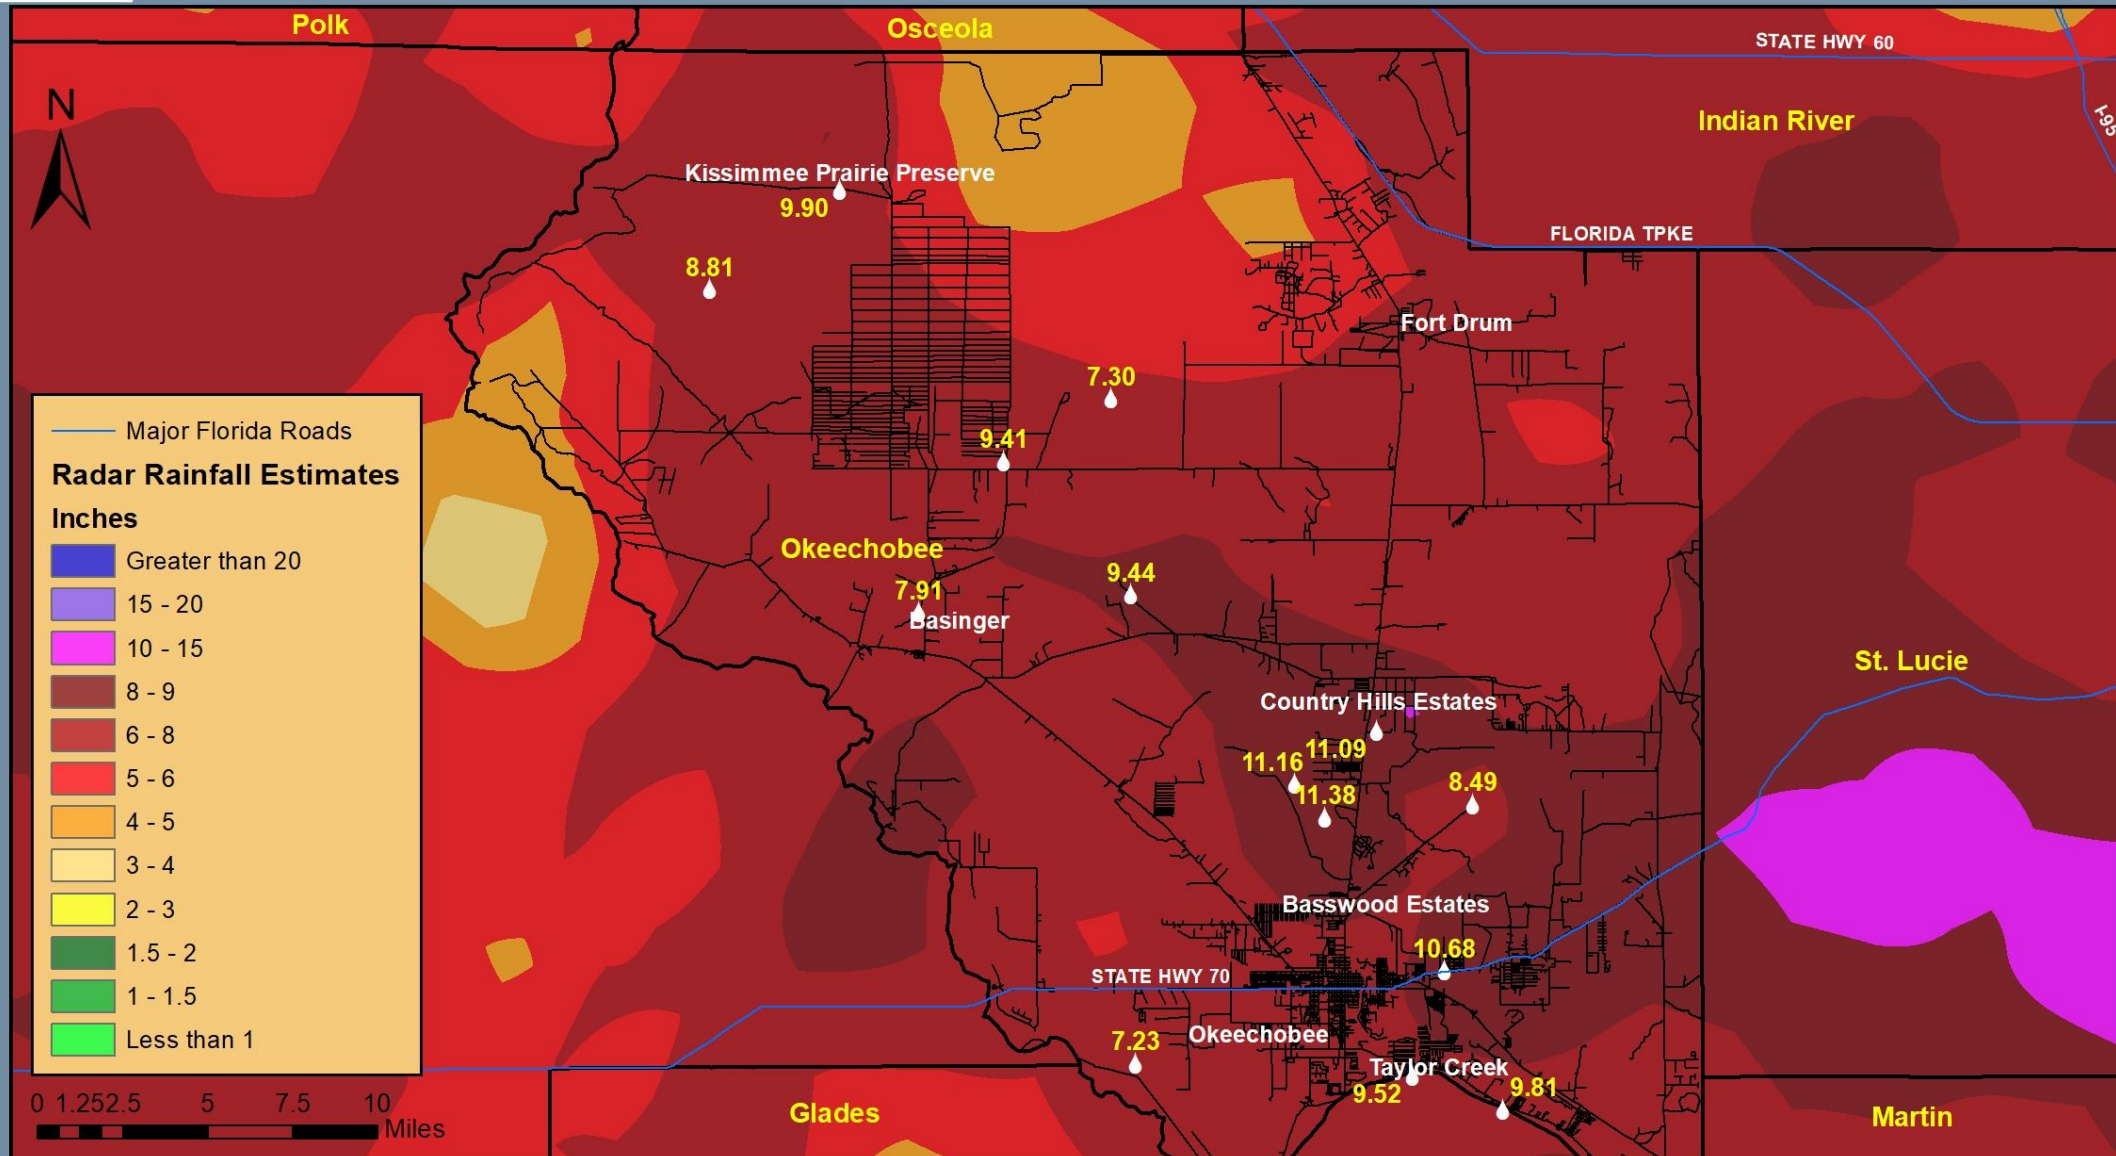 Polk
Osceola
STATE HWY 60
Indian River
I-95
N
Kissimmee Prairie Preserve
9.90
FLORIDA TPKE
8.81
Fort Drum
7.30
9.41
Major Florida Roads
Radar Rainfall Estimates
Inches
Greater than 20
15 - 20
10 - 15
8 - 9
6 - 8
5 - 6
4 - 5
3 - 4
2 - 3
1.5 - 2
1 - 1.5
Less than 1
Okeechobee
9.44
7.91
Basinger
St. Lucie
Country Hills Estates
11.09
11.16
8.49
11.38
Basswood Estates
10.68
STATE HWY 70
Okeechobee
7.23
Taylor Creek
9.52
9.81
0 1.25 2.5 5 7.5 10
Miles
Glades
Martin